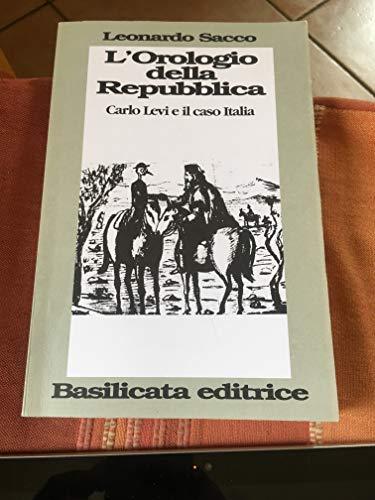 Leonardo Sacco
L'Orologio
della
Repubblica
Carlo Levi e il caso Italia
Basilicata editrice